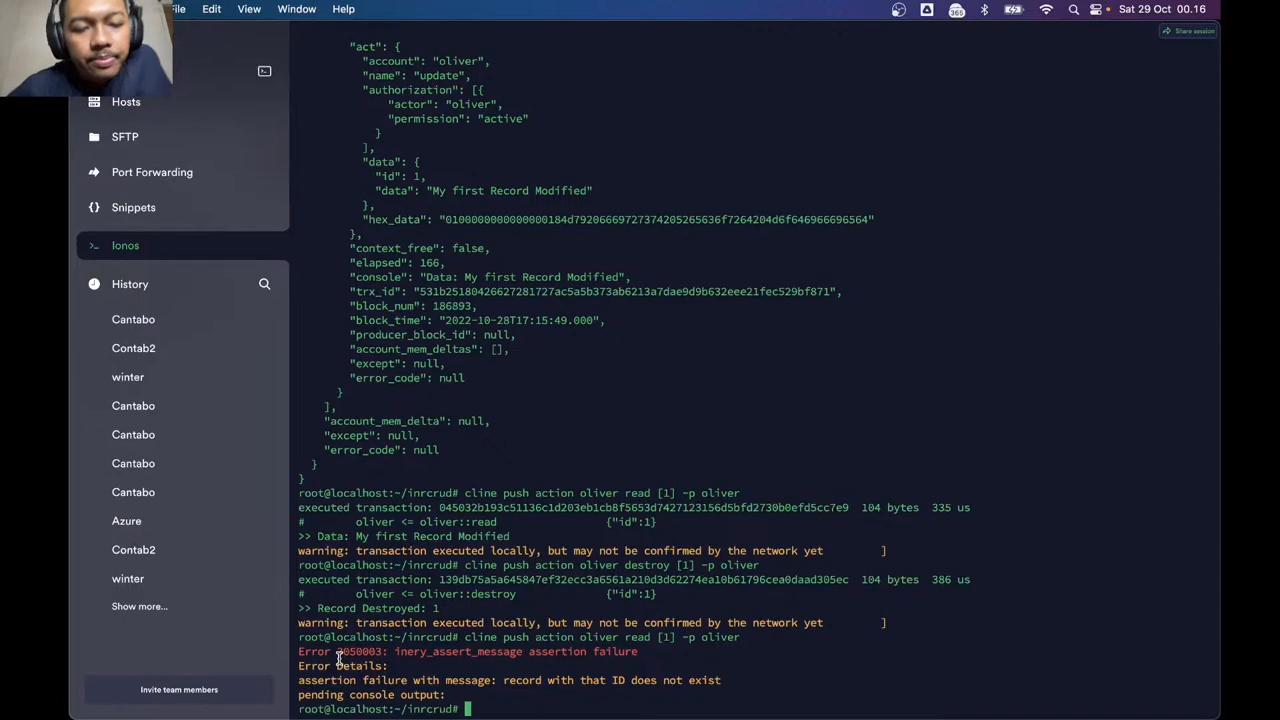 File Edit View Window Help
365
Sat 29 Oct 00.16
Share session
Hosts
SFTP
Port Forwarding
Snippets
Ionos
History
Cantabo
Contab2
winter
Cantabo
Cantabo
Cantabo
Cantabo
Azure
Contab2
winter
Show more...
Invite team members
"act": {
"account": "oliver",
"name": "update",
"authorization": [{
"actor": "oliver",
"permission": "active"
}
],
"data": {
"id": 1,
"data": "My first Record Modified"
},
"hex_data": "0100000000000000184d79206669727374205265636f7264204d6f646966696564"
},
"context_free": false,
"elapsed": 166,
"console": "Data: My first Record Modified",
"trx_id": "531b25180426627281727ac5a5b373ab6213a7dae9d9b632eee21fec529bf871",
"block_num": 186893,
"block_time": "2022-10-28T17:15:49.000",
"producer_block_id": null,
"account_mem_deltas": [],
"except": null,
"error_code": null
}
],
"account_mem_delta": null,
"except": null,
"error_code": null
}
}
root@localhost:~/inrcrud# cline push action oliver read [1] -p oliver
executed transaction: 045032b193c51136c1d203eb1cb8f5653d7427123156d5bfd2730b0efd5cc7e9 104 bytes 335 us
# oliver <= oliver::read {"id":1}
>> Data: My first Record Modified
warning: transaction executed locally, but may not be confirmed by the network yet ]
root@localhost:~/inrcrud# cline push action oliver destroy [1] -p oliver
executed transaction: 139db75a5a645847ef32ecc3a6561a210d3d62274ea10b61796cea0daad305ec 104 bytes 386 us
# oliver <= oliver::destroy {"id":1}
>> Record Destroyed: 1
warning: transaction executed locally, but may not be confirmed by the network yet ]
root@localhost:~/inrcrud# cline push action oliver read [1] -p oliver
Error 3050003: inery_assert_message assertion failure
Error Details:
assertion failure with message: record with that ID does not exist
pending console output:
root@localhost:~/inrcrud#